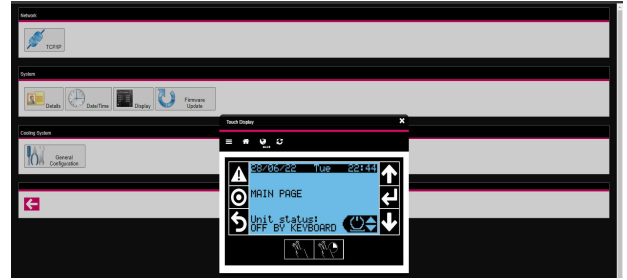 Network
TCP/IP
System
Details
Date/Time
Display
Firmware
Update
Touch Display
Cooling System
General
Configuration
28/06/22 Tue 22:44
MAIN PAGE
Unit status:
OFF BY KEYBOARD